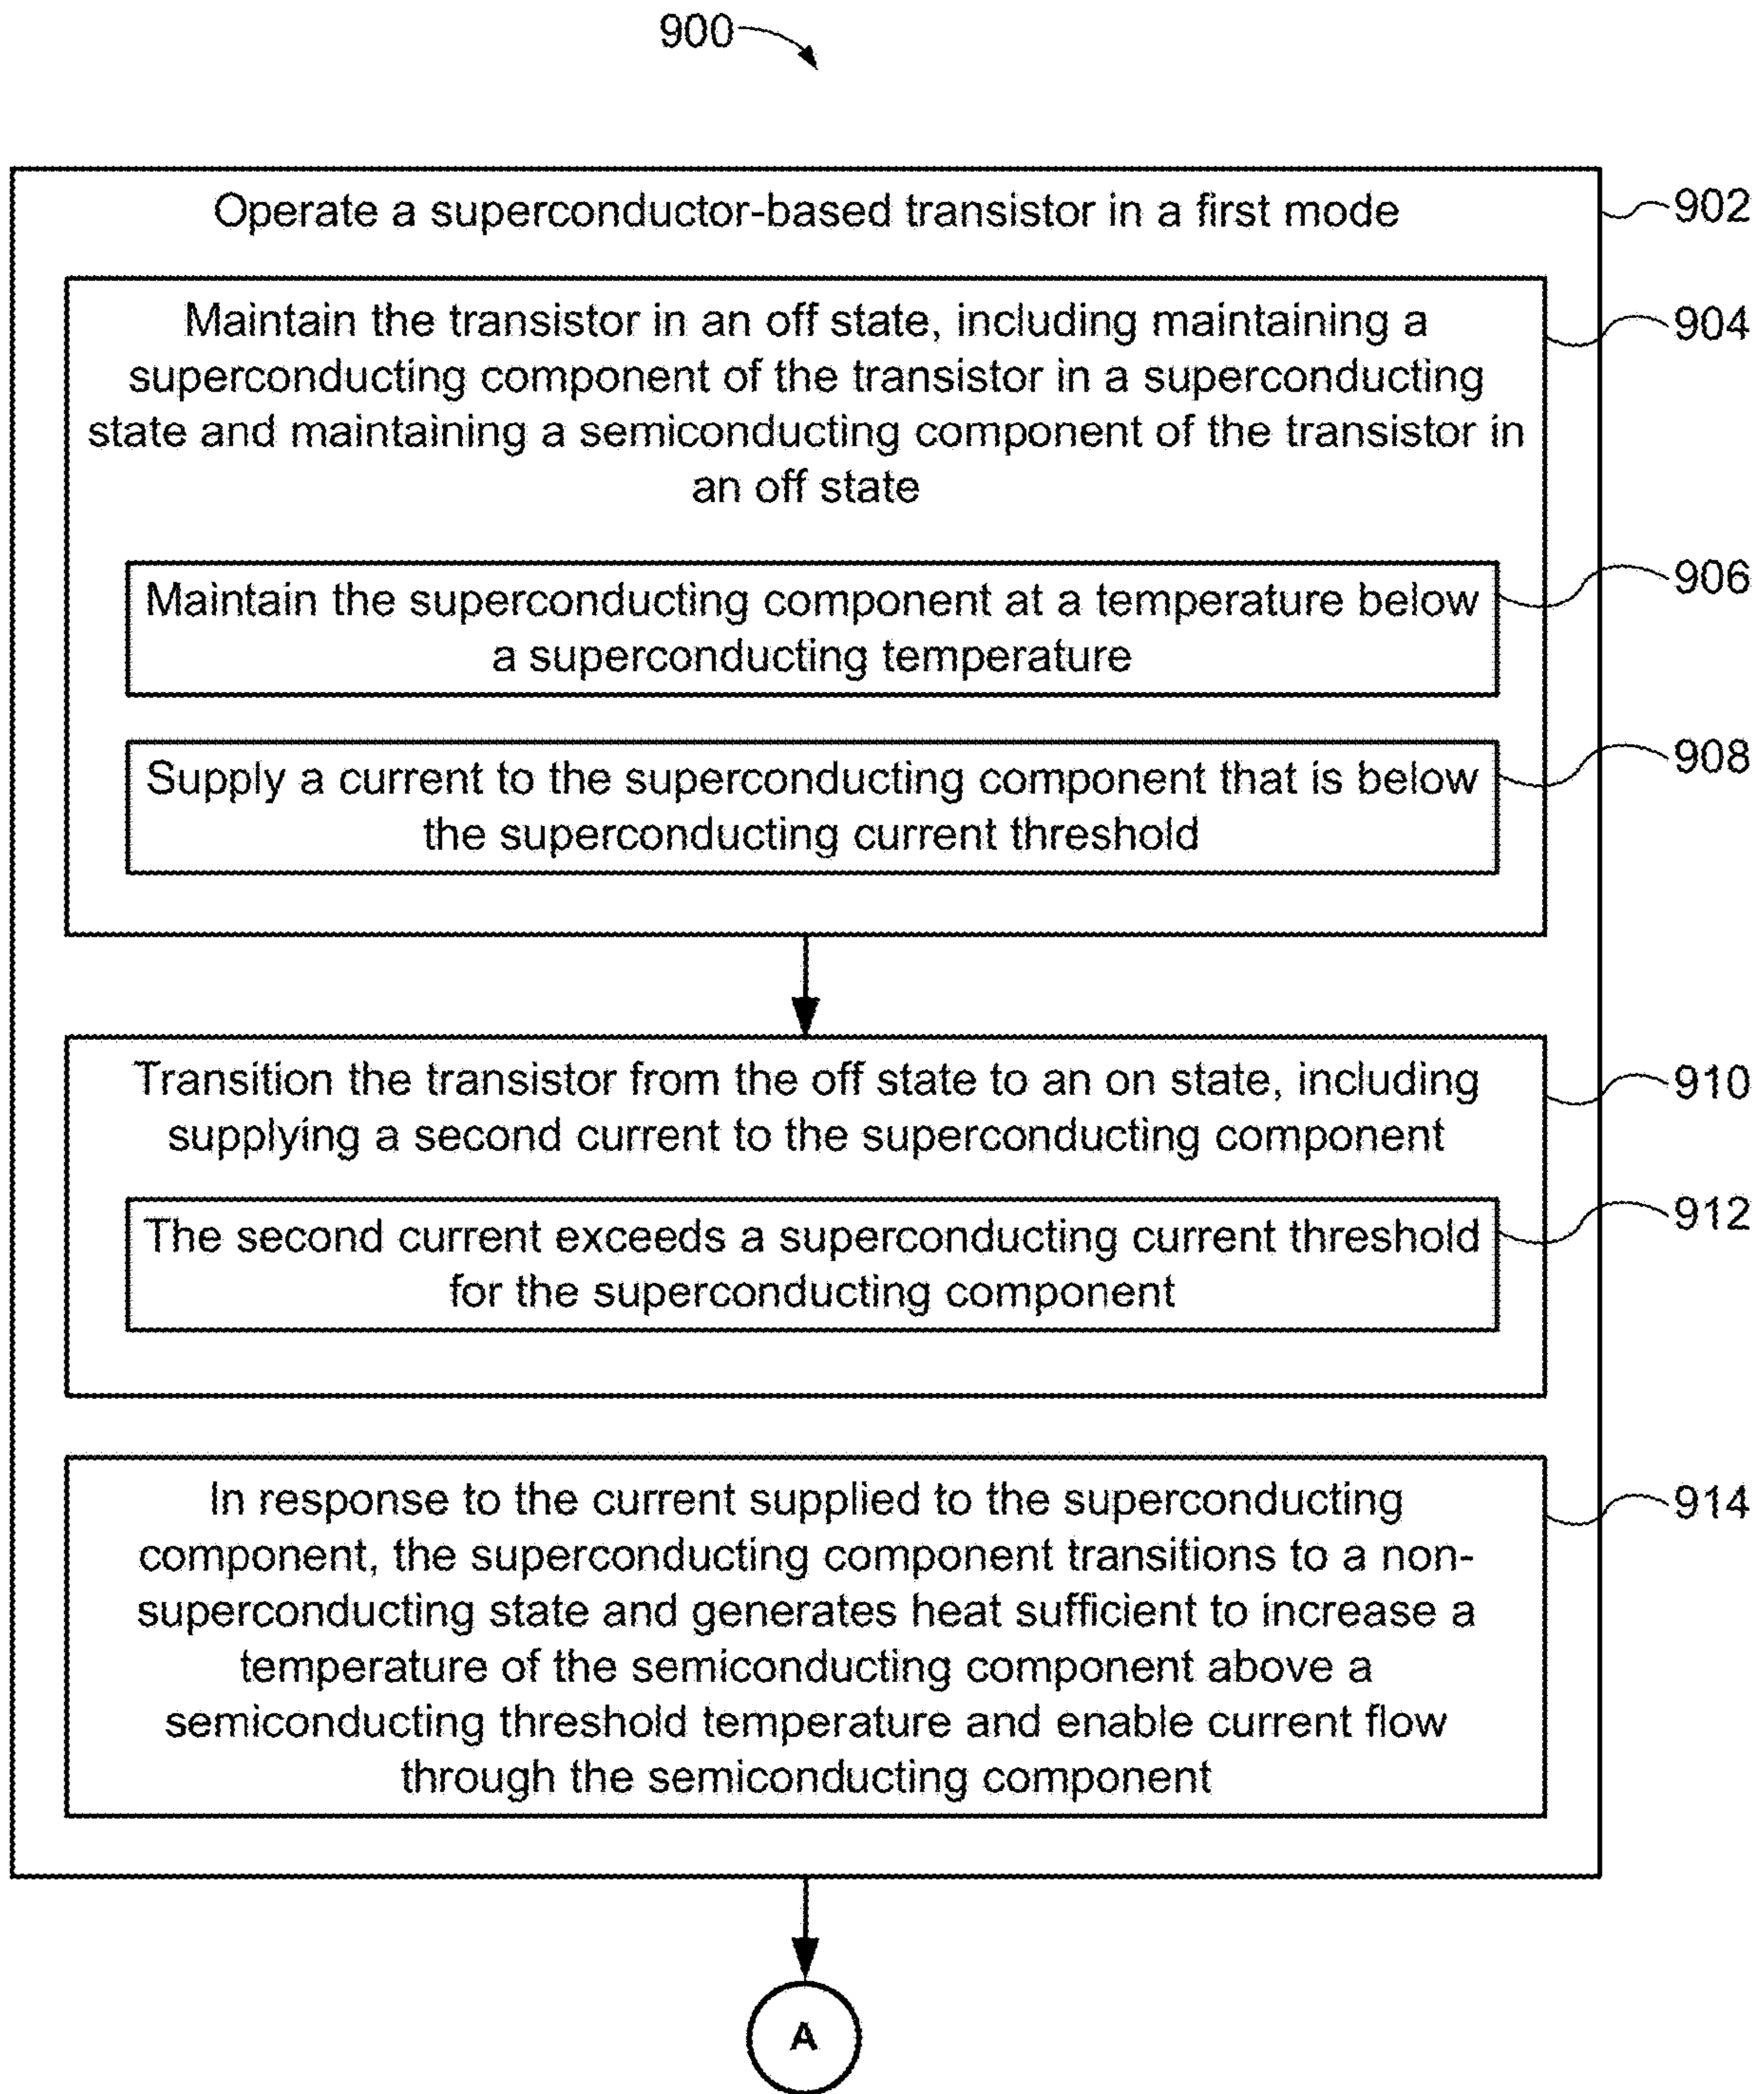 900
Operate a superconductor-based transistor in a first mode
902
Maintain the transistor in an off state, including maintaining a
904
superconducting component of the transistor in a superconducting
state and maintaining a semiconducting component of the transistor in
an off state
Maintain the superconducting component at a temperature below
906
a superconducting temperature
Supply a current to the superconducting component that is below
908
the superconducting current threshold
Transition the transistor from the off state to an on state, including
910
supplying a second current to the superconducting component
The second current exceeds a superconducting current threshold
912
for the superconducting component
In response to the current supplied to the superconducting
914
component, the superconducting component transitions to a non-
superconducting state and generates heat sufficient to increase a
temperature of the semiconducting component above a
semiconducting threshold temperature and enable current flow
through the semiconducting component
A